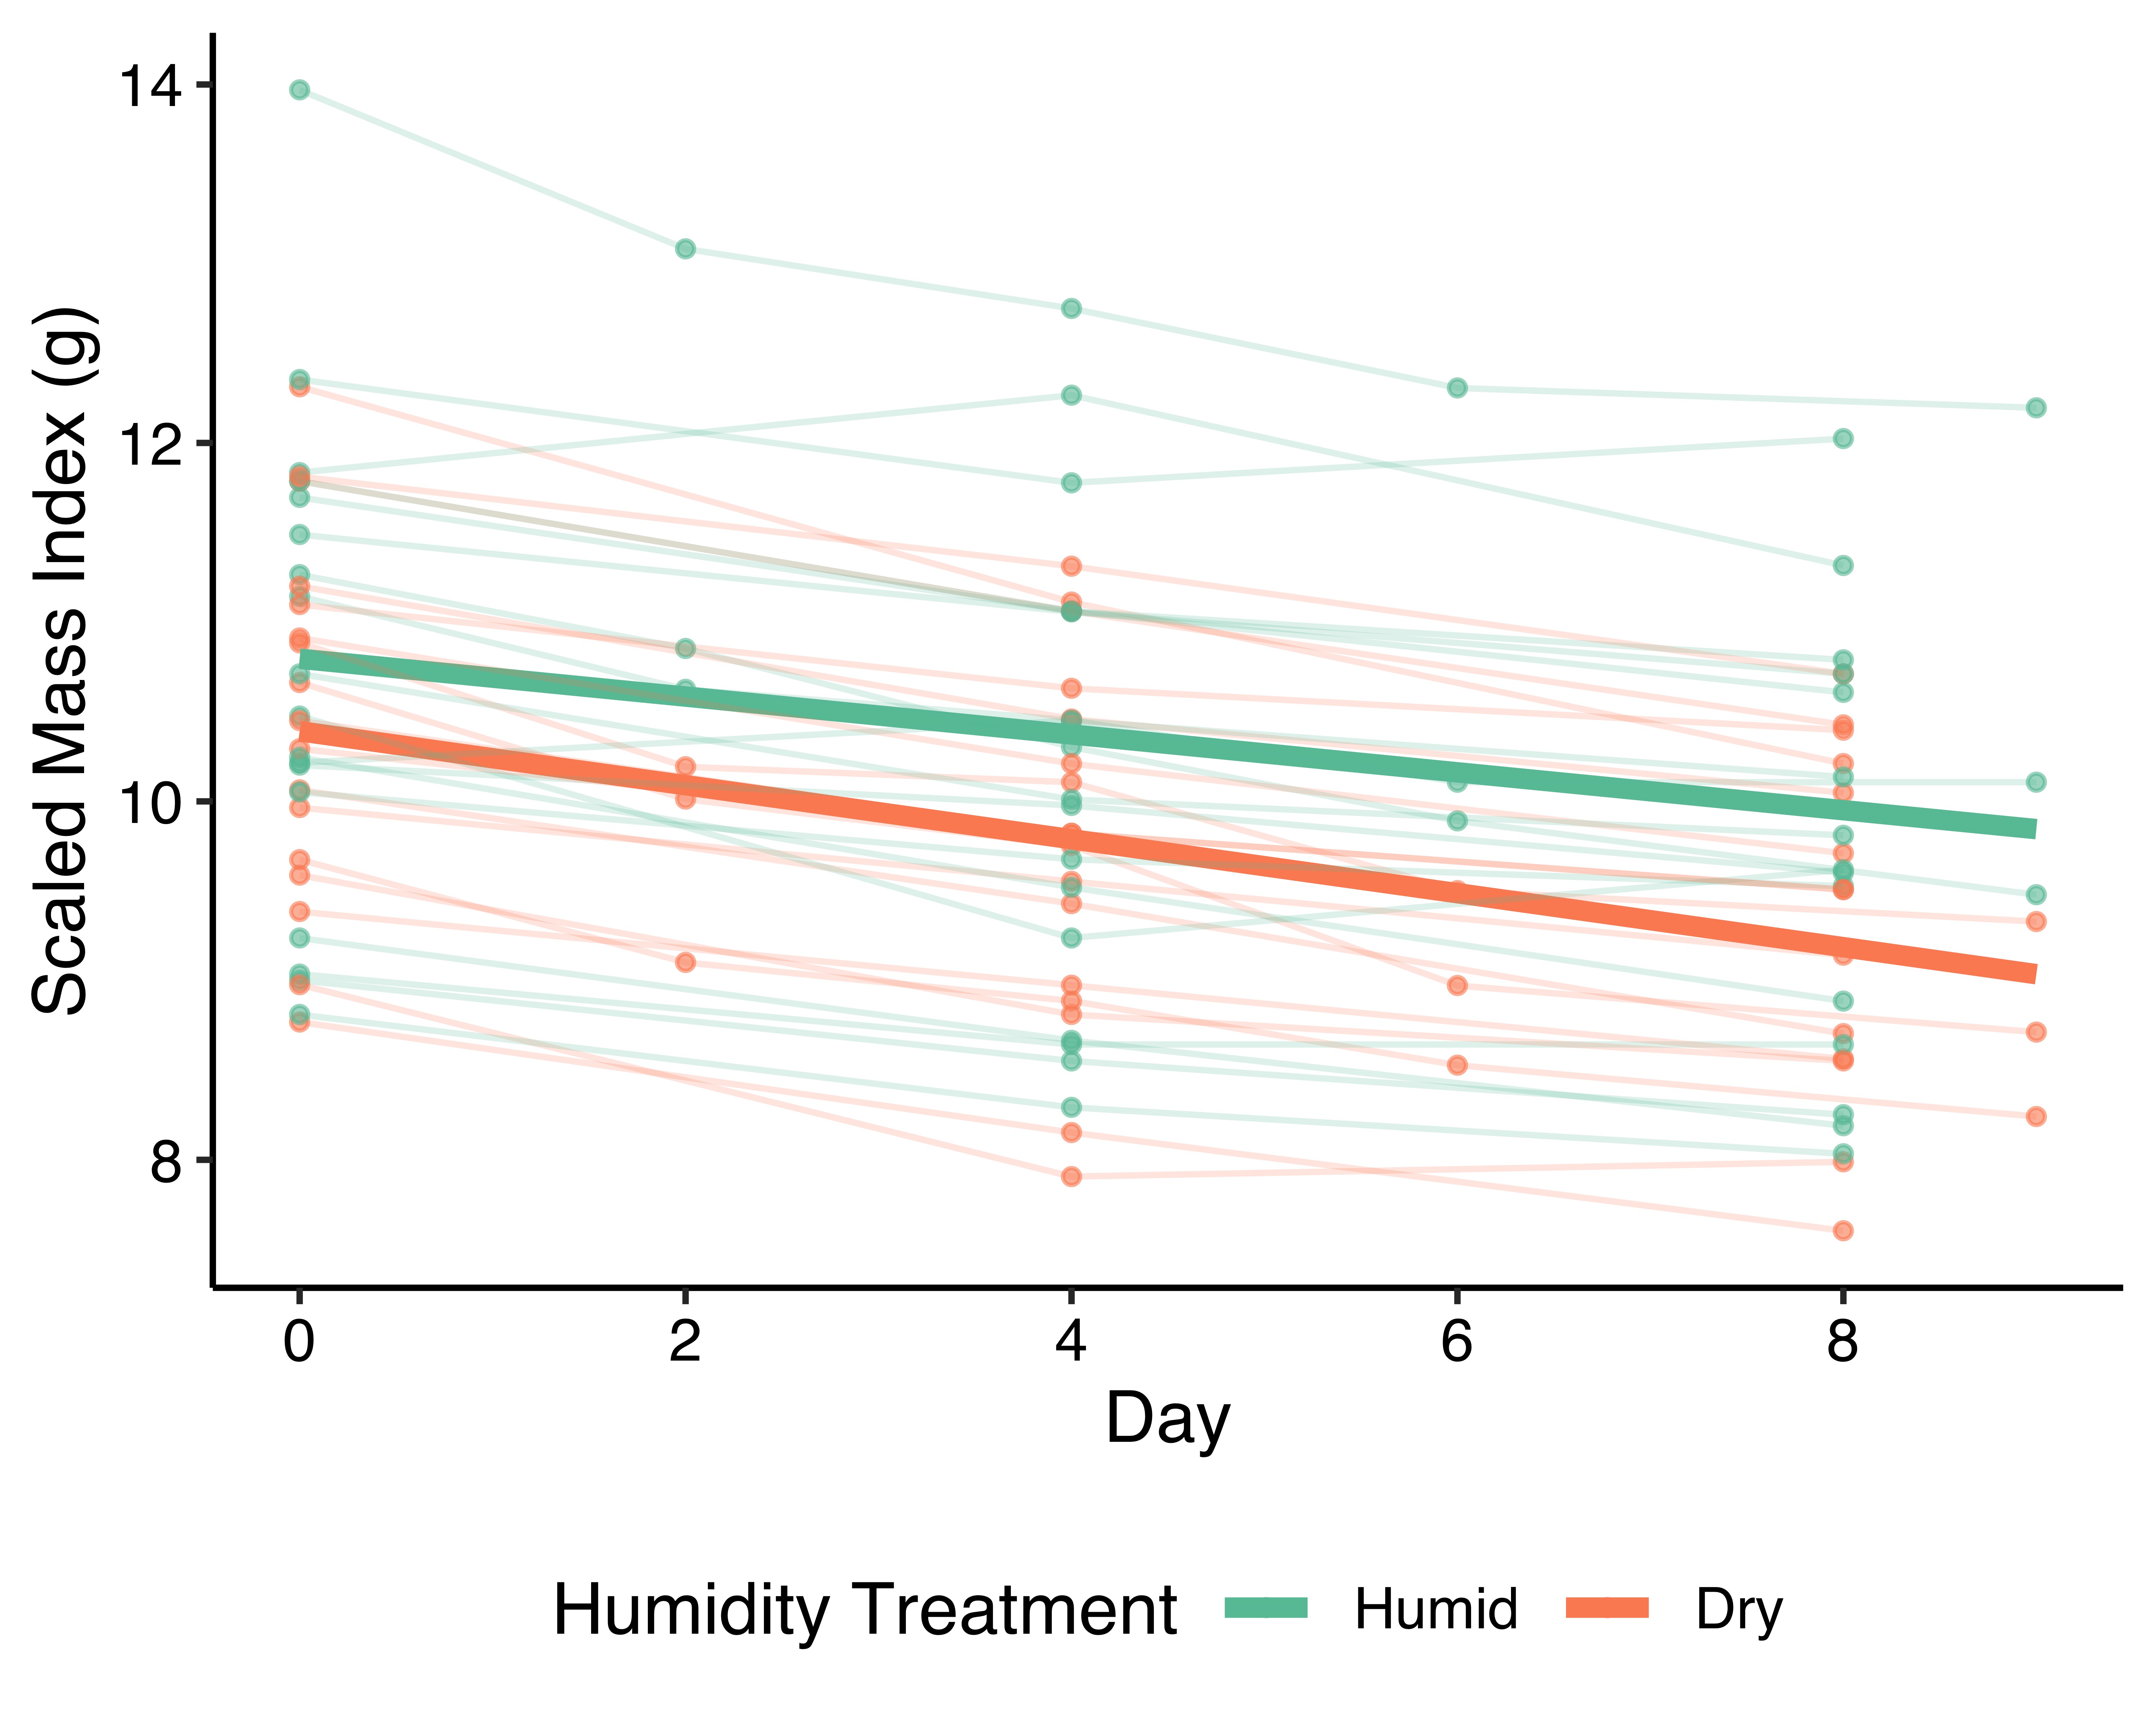 Scaled Mass Index (g)
14
12
10
8
0 2 4 6 8
Day
Humidity Treatment Humid Dry